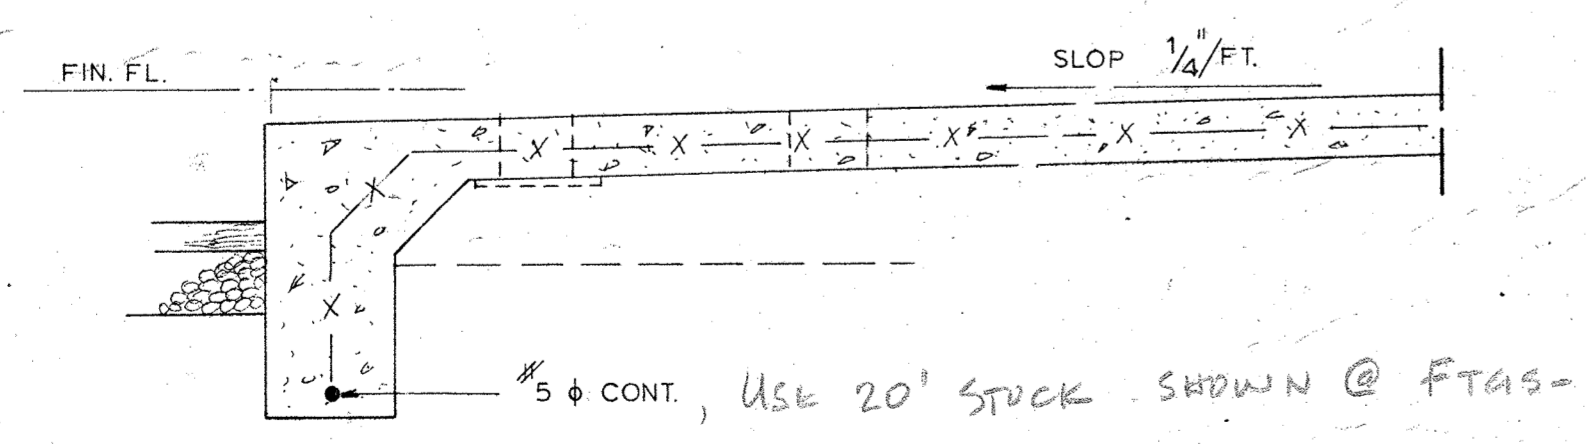 FIN. FL.
SLOP 1/4"/FT.
#5 ϕ CONT. , USE 20' STOCK SHOWN @ FTGS-